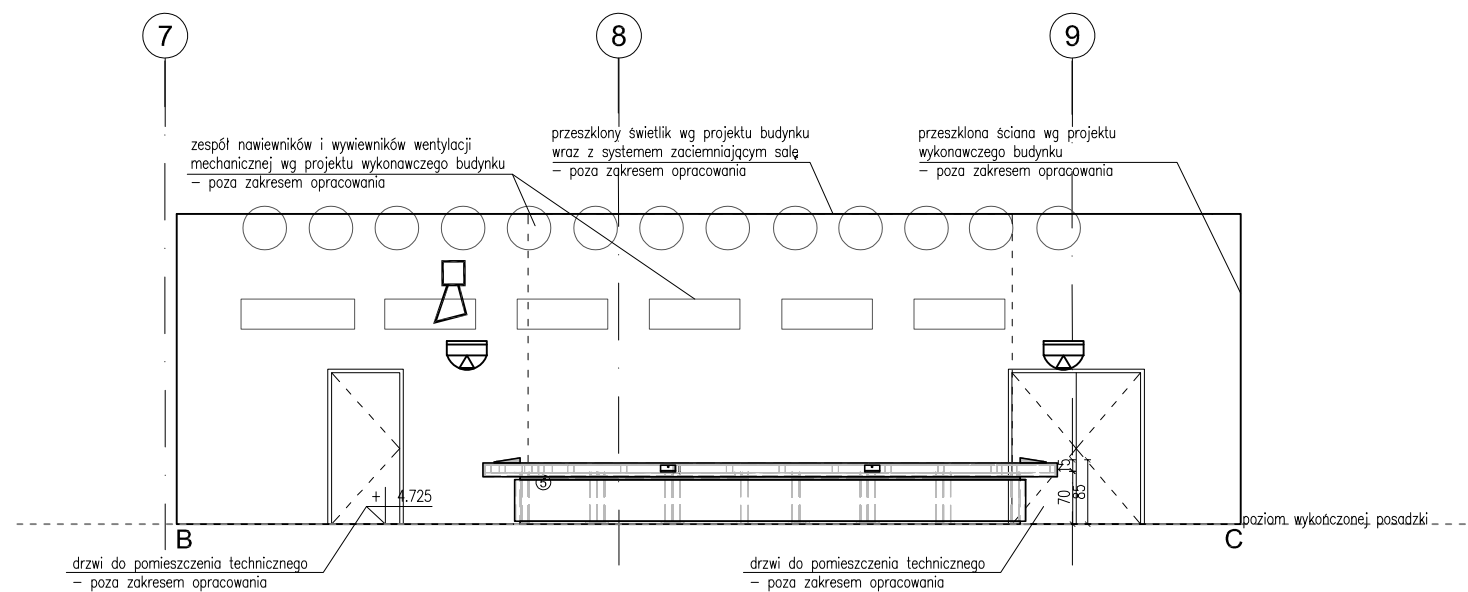 7
8
9
zespół nawiewników i wywiewników wentylacji
mechanicznej wg projektu wykonawczego budynku
– poza zakresem opracowania
przeszklony świetlik wg projektu budynku
wraz z systemem zaciemniającym salę
– poza zakresem opracowania
przeszklona ściana wg projektu
wykonawczego budynku
– poza zakresem opracowania
5
15
70
85
+ 4.725
poziom wykończonej posadzki
B
C
drzwi do pomieszczenia technicznego
– poza zakresem opracowania
drzwi do pomieszczenia technicznego
– poza zakresem opracowania